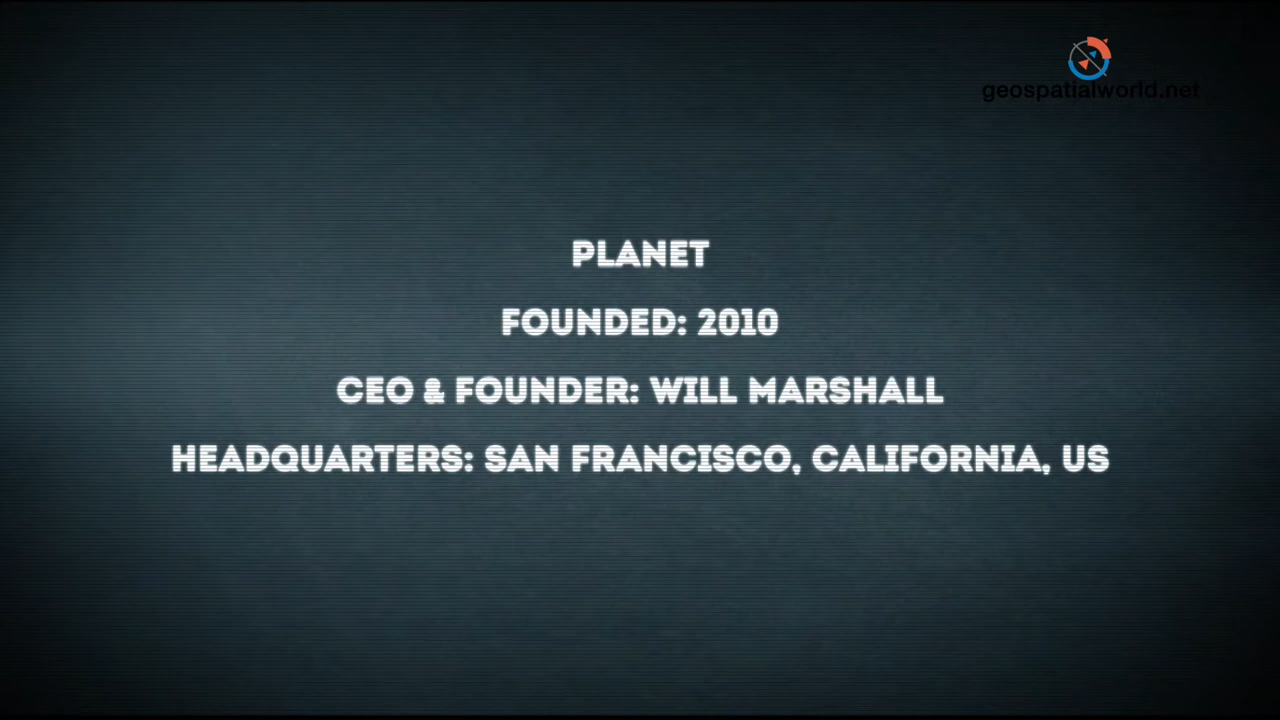 geospatialworld.net
PLANET
FOUNDED: 2010
CEO & FOUNDER: WILL MARSHALL
HEADQUARTERS: SAN FRANCISCO, CALIFORNIA, US